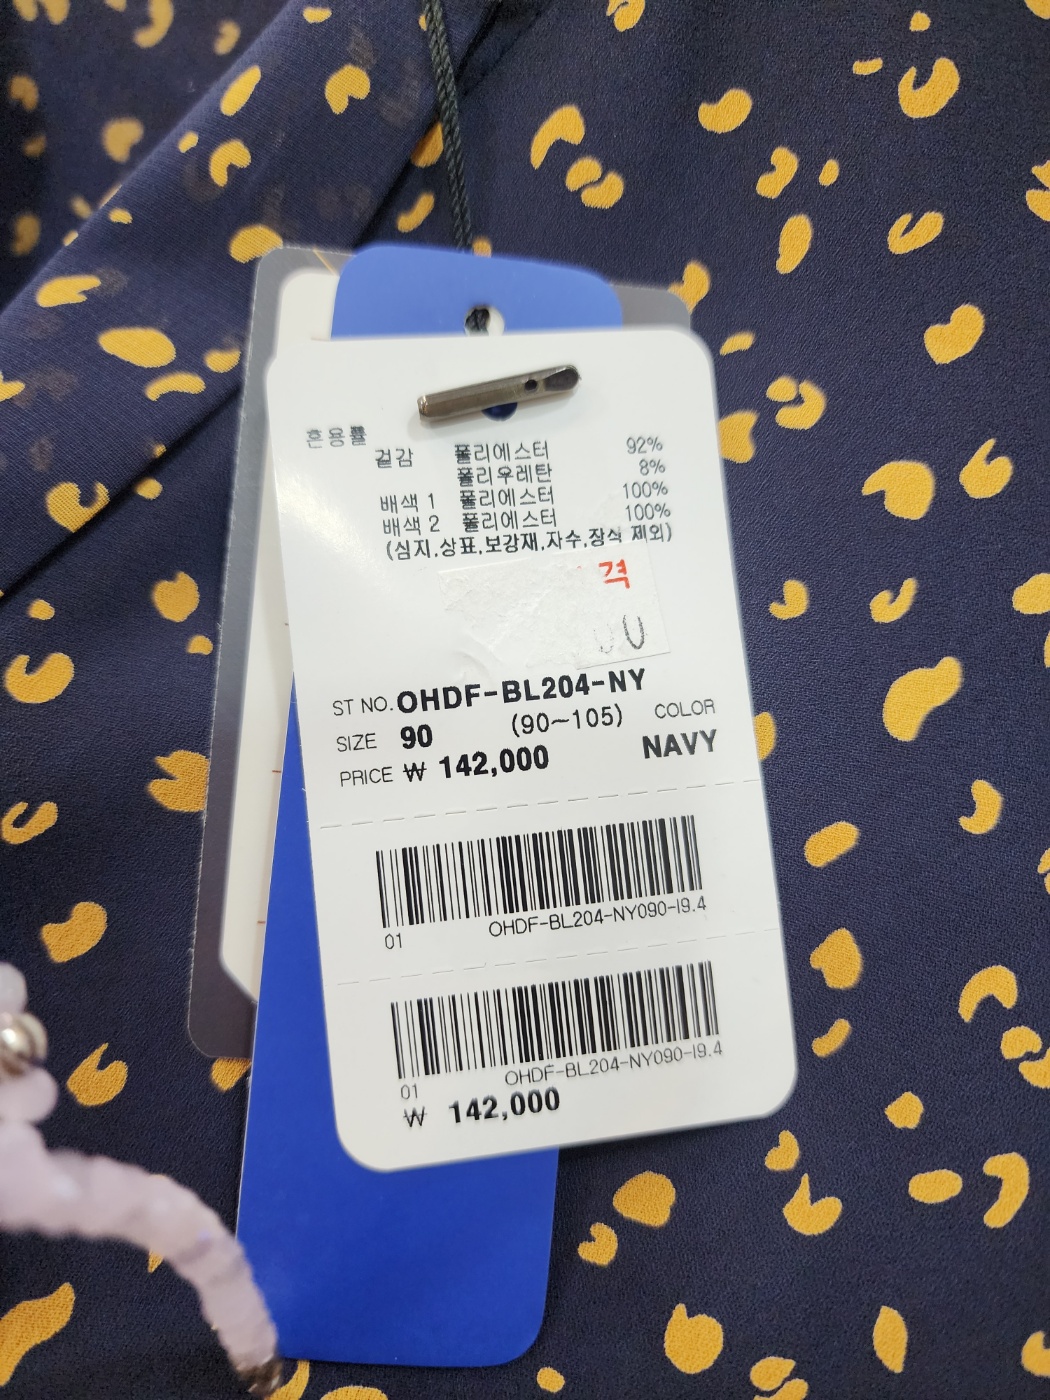 혼용률
겉감 폴리에스터 92%
폴리우레탄 8%
배색 1 폴리에스터 100%
배색 2 폴리에스터 100%
(심지,상표,보강재,자수,장식 제외)
격
ST NO. OHDF-BL204-NY
SIZE 90 (90~105) COLOR
PRICE ₩ 142,000 NAVY
01 OHDF-BL204-NY090-I9.4
01 OHDF-BL204-NY090-I9.4
₩ 142,000